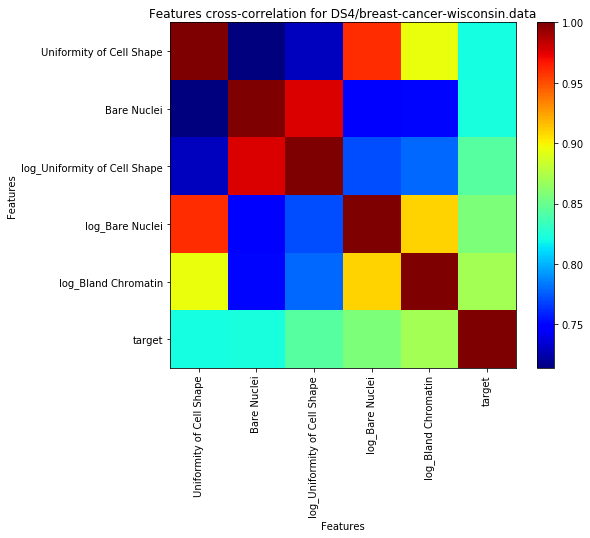 Features cross-correlation for DS4/breast-cancer-wisconsin.data
Uniformity of Cell Shape
Bare Nuclei
log_Uniformity of Cell Shape
log_Bare Nuclei
log_Bland Chromatin
target
Features
Uniformity of Cell Shape
Bare Nuclei
log_Uniformity of Cell Shape
log_Bare Nuclei
log_Bland Chromatin
target
Features
1.00
0.95
0.90
0.85
0.80
0.75